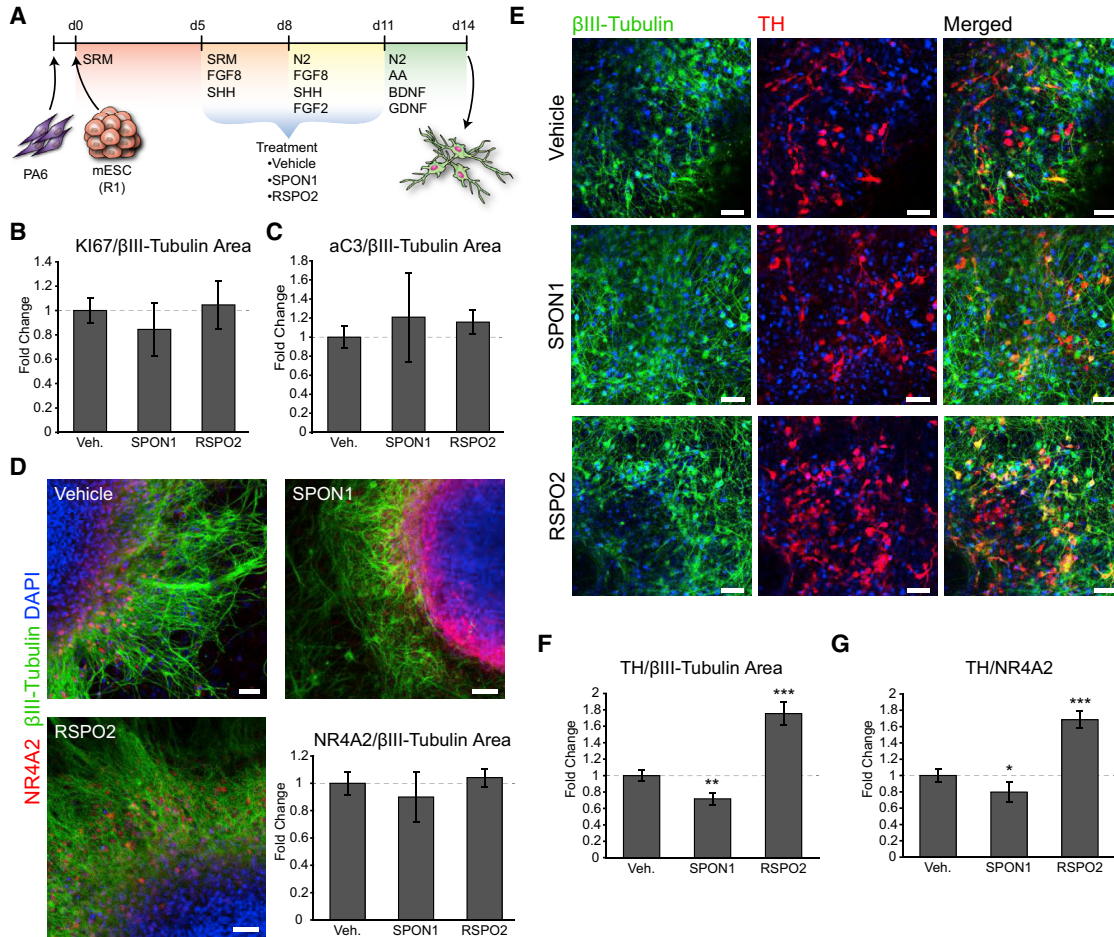 A
d0
d5
d8
d11
d14
SRM
SRM
FGF8
SHH
N2
FGF8
SHH
FGF2
N2
AA
BDNF
GDNF
PA6
mESC
(R1)
Treatment
•Vehicle
•SPON1
•RSPO2
B
KI67/βIII-Tubulin Area
Fold Change
1.4
1.2
1
0.8
0.6
0.4
0.2
0
Veh.
SPON1
RSPO2
C
aC3/βIII-Tubulin Area
Fold Change
1.8
1.6
1.4
1.2
1
0.8
0.6
0.4
0.2
0
Veh.
SPON1
RSPO2
D
NR4A2 βIII-Tubulin DAPI
Vehicle
SPON1
RSPO2
NR4A2/βIII-Tubulin Area
Fold Change
1.2
1
0.8
0.6
0.4
0.2
0
Veh.
SPON1
RSPO2
E
βIII-Tubulin
TH
Merged
Vehicle
SPON1
RSPO2
F
TH/βIII-Tubulin Area
Fold Change
2
1.8
1.6
1.4
1.2
1
0.8
0.6
0.4
0.2
0
**
***
Veh.
SPON1
RSPO2
G
TH/NR4A2
Fold Change
2
1.8
1.6
1.4
1.2
1
0.8
0.6
0.4
0.2
0
*
***
Veh.
SPON1
RSPO2